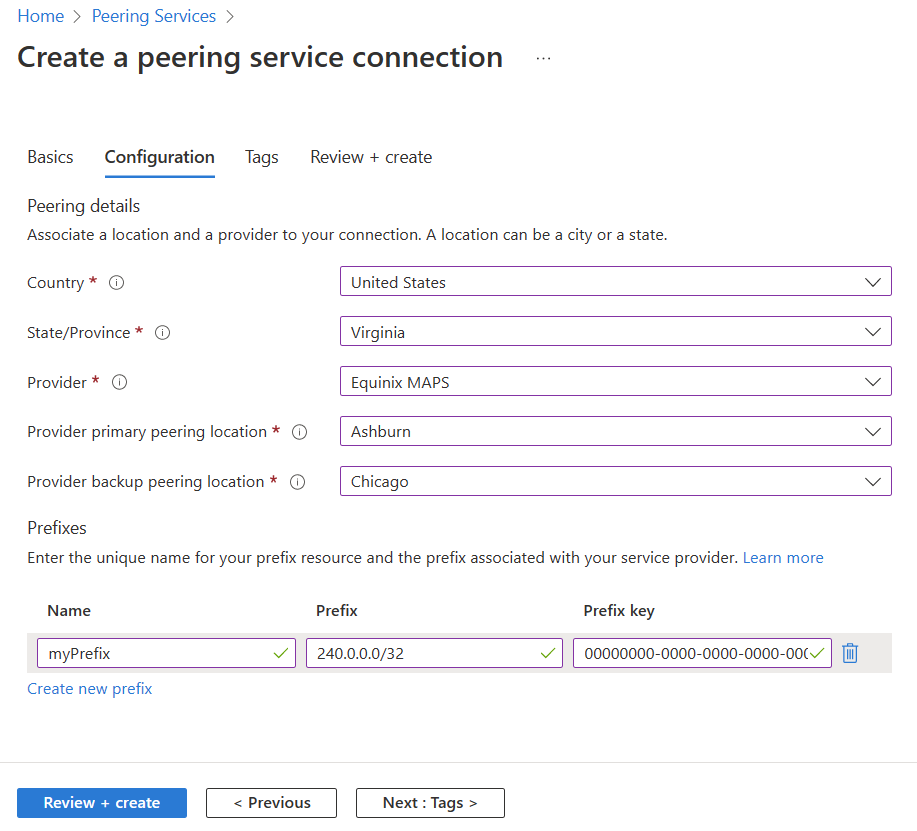 Home > Peering Services >
Create a peering service connection ...
Basics Configuration Tags Review + create
Peering details
Associate a location and a provider to your connection. A location can be a city or a state.
Country * United States
State/Province * Virginia
Provider * Equinix MAPS
Provider primary peering location * Ashburn
Provider backup peering location * Chicago
Prefixes
Enter the unique name for your prefix resource and the prefix associated with your service provider. Learn more
Name Prefix Prefix key
myPrefix 240.0.0.0/32 00000000-0000-0000-0000-000
Create new prefix
Review + create < Previous Next : Tags >